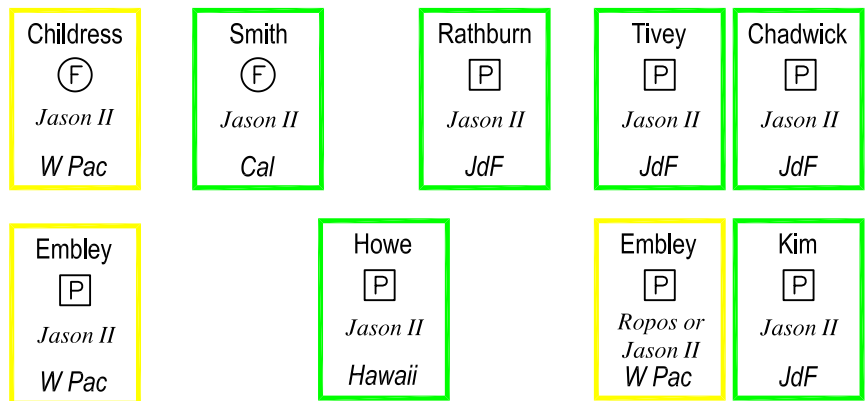 Childress
F
Jason II
W Pac
Smith
F
Jason II
Cal
Rathburn
P
Jason II
JdF
Tivey
P
Jason II
JdF
Chadwick
P
Jason II
JdF
Embley
P
Jason II
W Pac
Howe
P
Jason II
Hawaii
Embley
P
Ropos or
Jason II
W Pac
Kim
P
Jason II
JdF